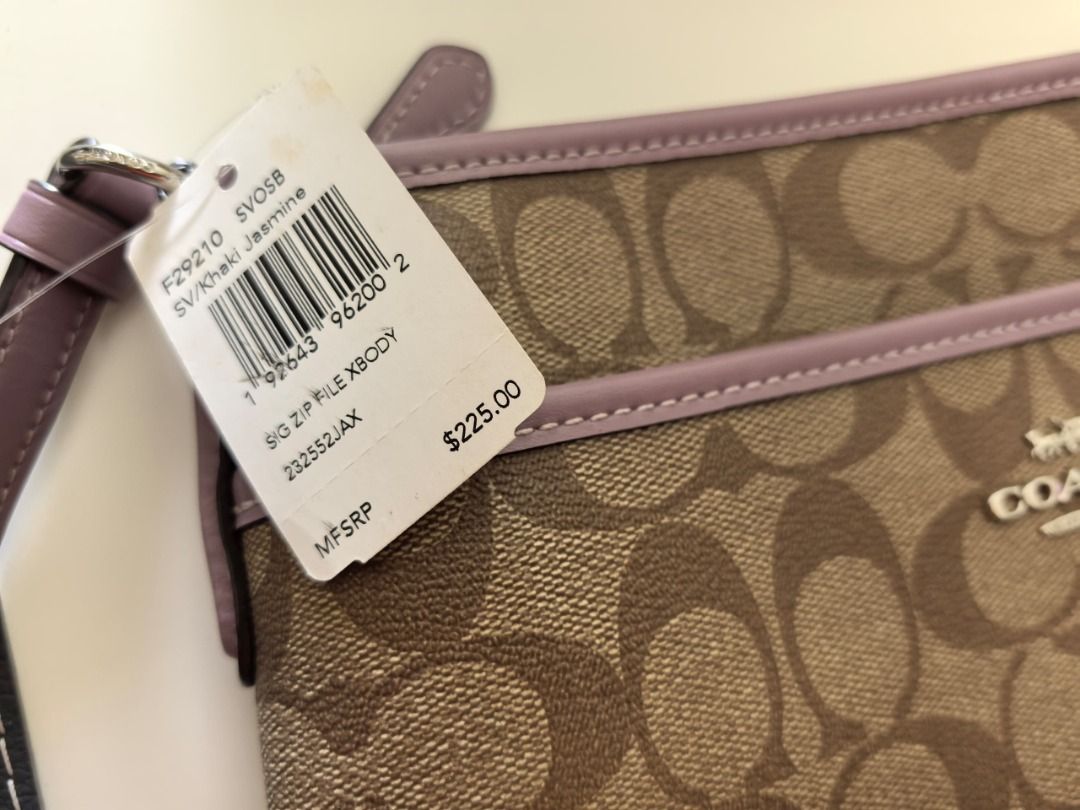 F29210 SVOSB
SV/Khaki Jasmine
1 92643 96200 2
SIG ZIP FILE XBODY
232552JAX
$225.00
MFSRP
COA